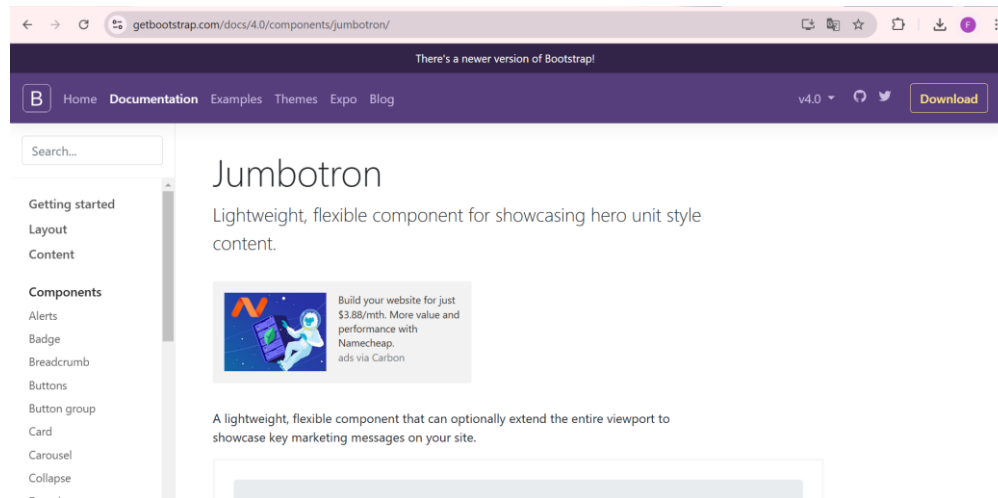 getbootstrap.com/docs/4.0/components/jumbotron/
F
There's a newer version of Bootstrap!
B Home Documentation Examples Themes Expo Blog v4.0 Download
Search...
Getting started
Layout
Content
Components
Alerts
Badge
Breadcrumb
Buttons
Button group
Card
Carousel
Collapse
Jumbotron
Lightweight, flexible component for showcasing hero unit style
content.
Build your website for just
$3.88/mth. More value and
performance with
Namecheap.
ads via Carbon
A lightweight, flexible component that can optionally extend the entire viewport to
showcase key marketing messages on your site.